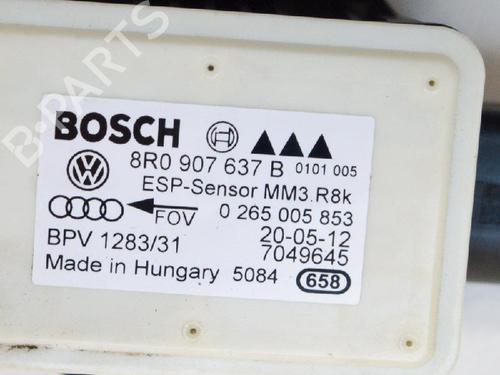 B-PARTS
BOSCH
8R0 907 637 B 0101 005
ESP-Sensor MM3.R8k
FOV 0 265 005 853
BPV 1283/31 20-05-12
7049645
Made in Hungary 5084 658